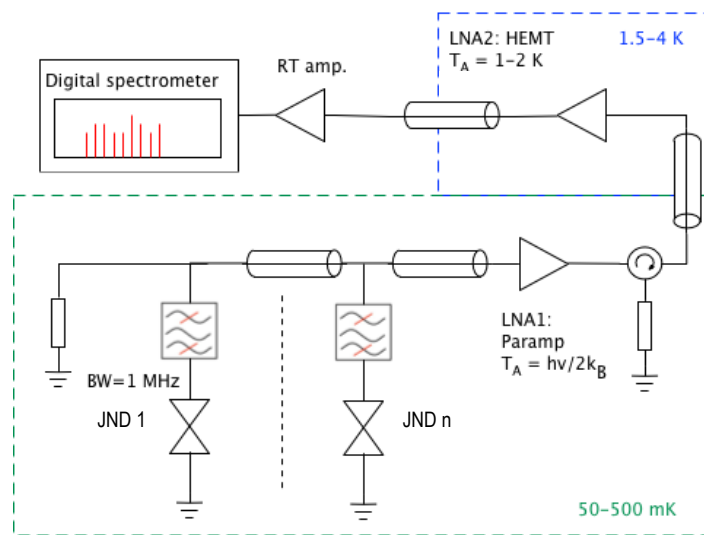 LNA2: HEMT
T_A = 1–2 K
1.5–4 K
RT amp.
Digital spectrometer
LNA1:
Paramp
T_A = hv/2k_B
BW=1 MHz
JND 1
JND n
50–500 mK